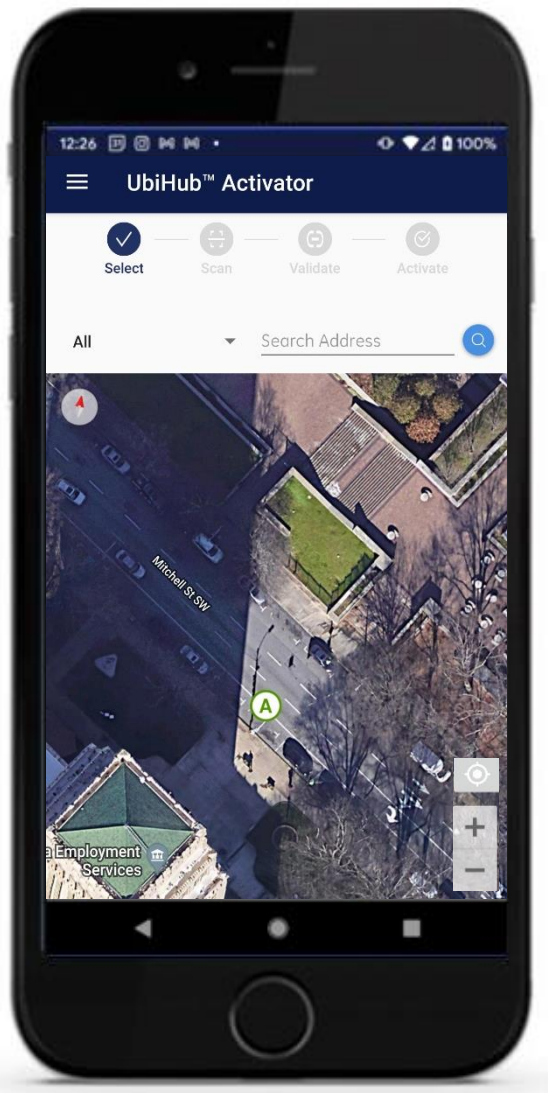 12:26
100%
UbiHub™ Activator
Select
Scan
Validate
Activate
All
Search Address
Mitchell St SW
A
a Employment
Services
+
−